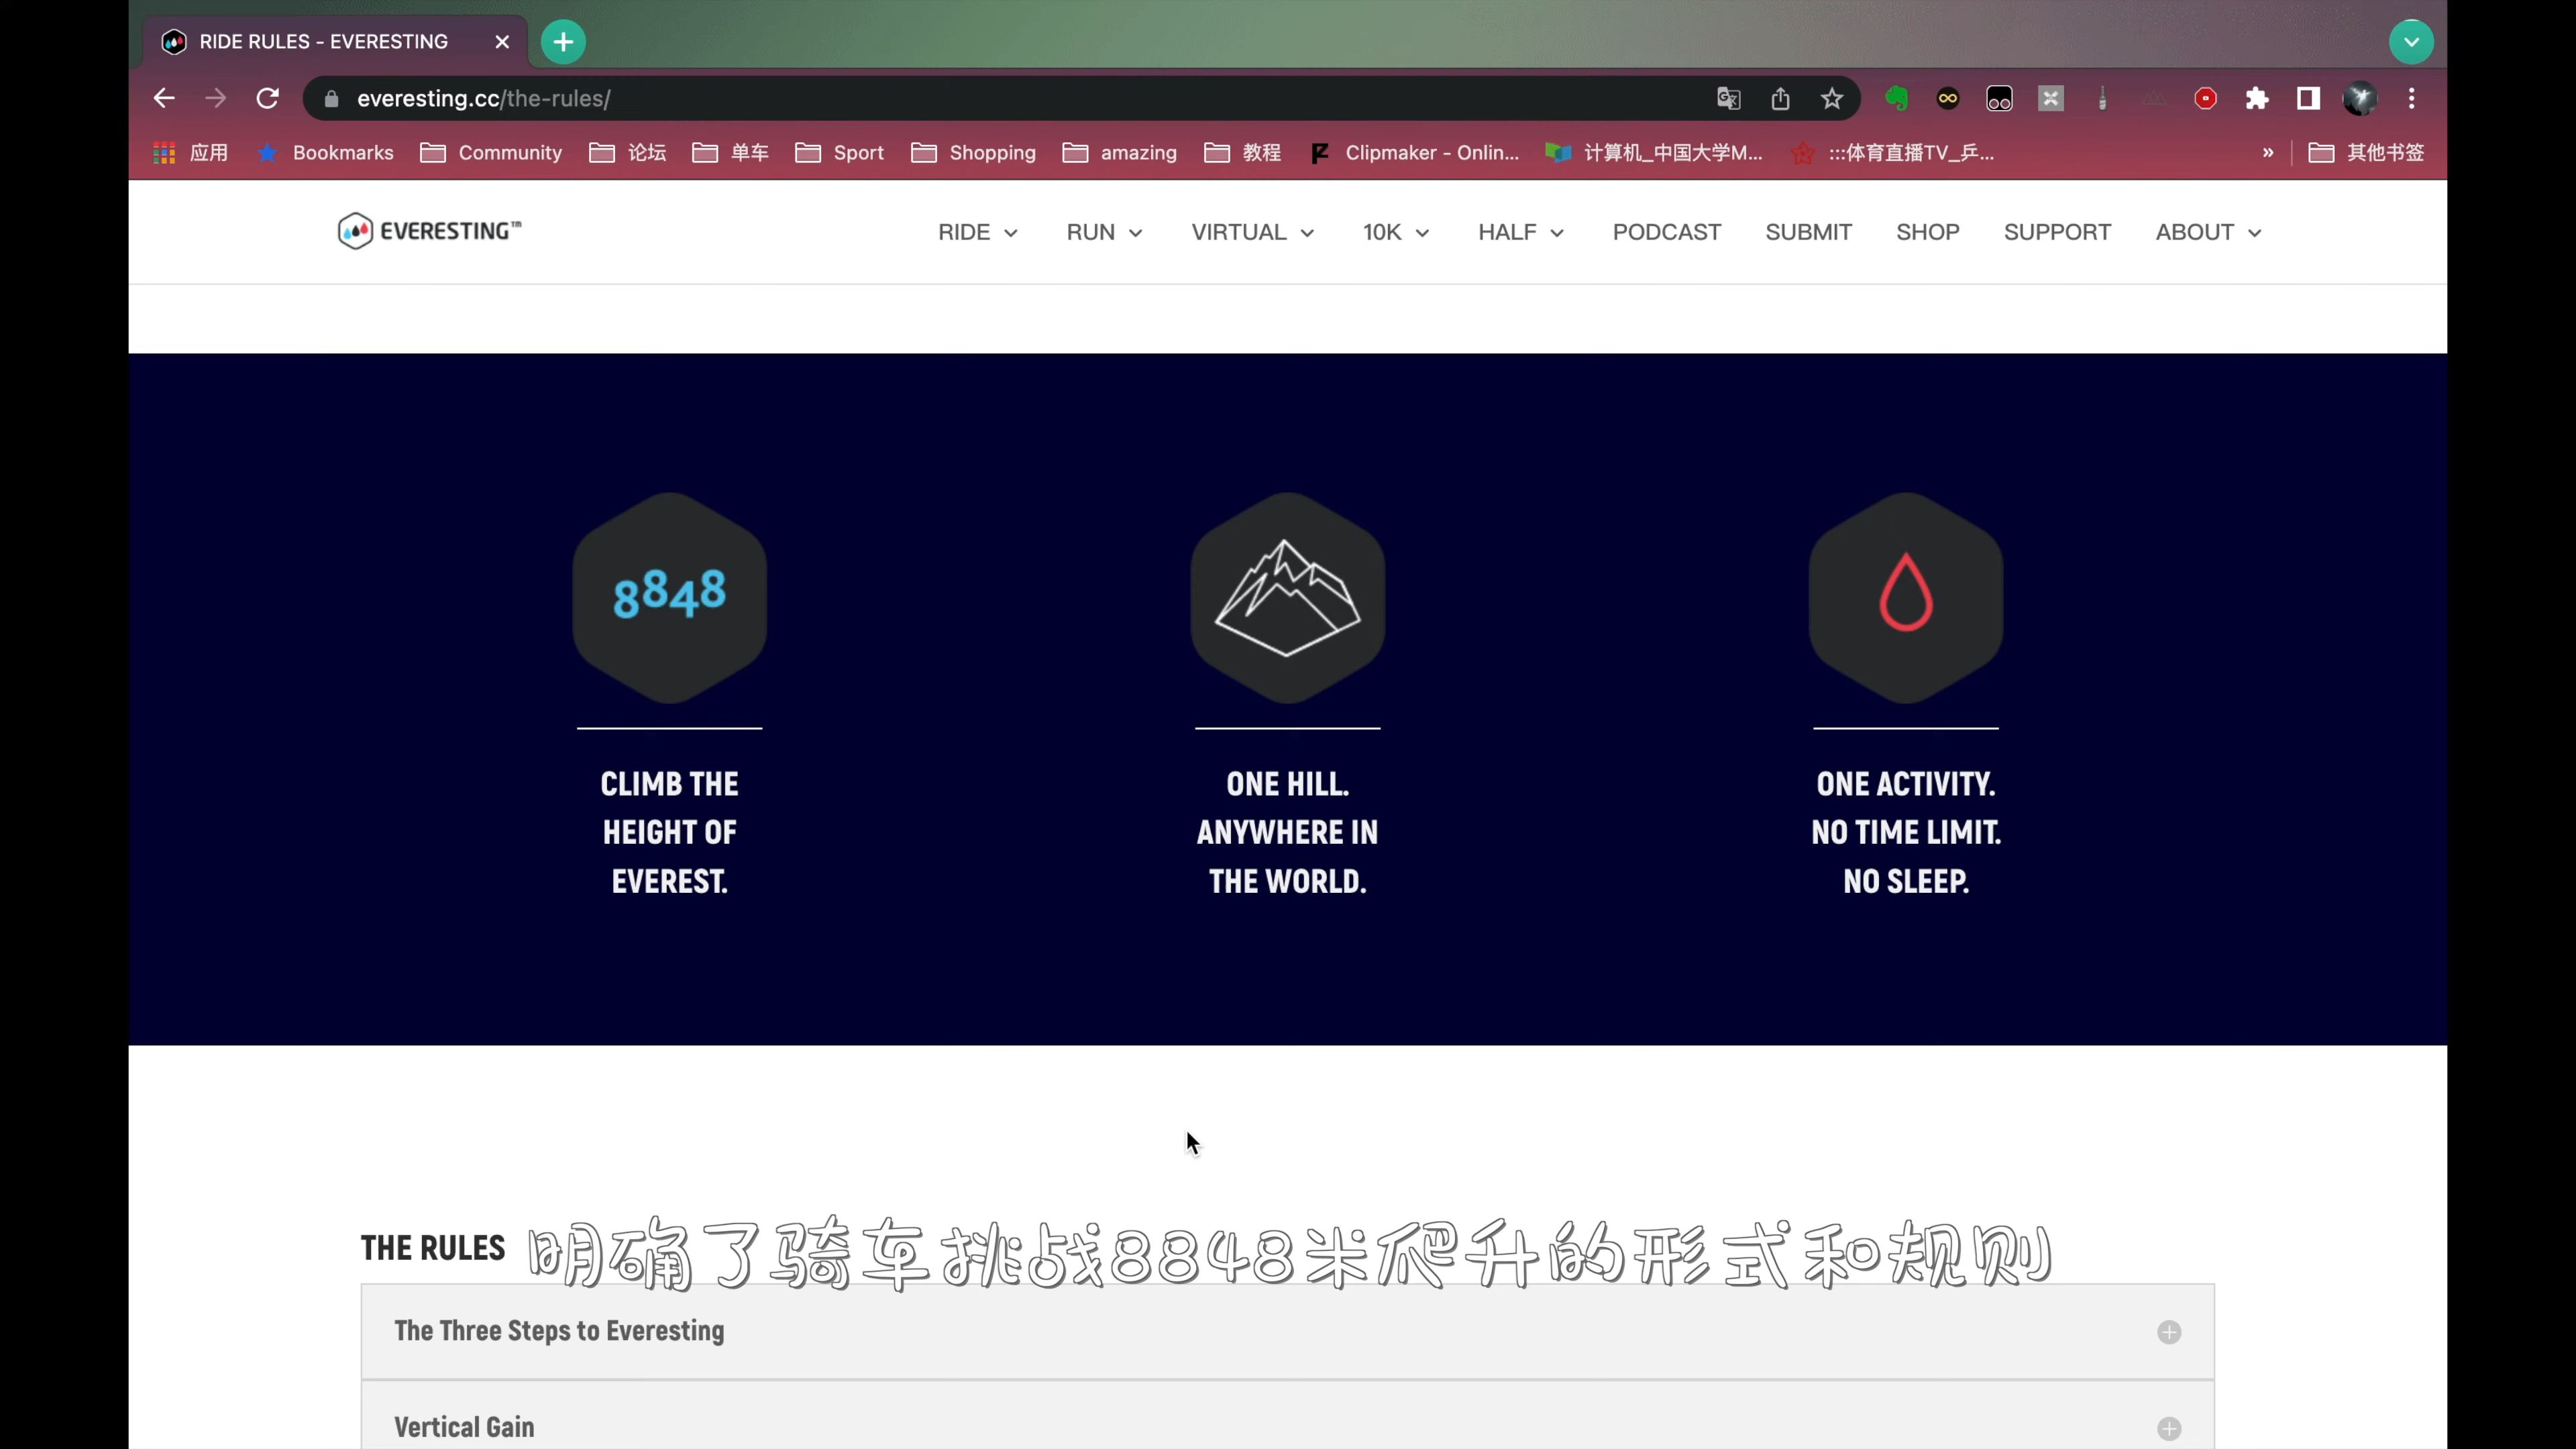 RIDE RULES - EVERESTING
everesting.cc/the-rules/
应用 Bookmarks Community 论坛 单车 Sport Shopping amazing 教程 Clipmaker - Onlin... 计算机_中国大学M... :::体育直播TV_乒... » 其他书签
EVERESTING™ RIDE RUN VIRTUAL 10K HALF PODCAST SUBMIT SHOP SUPPORT ABOUT
8848
CLIMB THE
HEIGHT OF
EVEREST.
ONE HILL.
ANYWHERE IN
THE WORLD.
ONE ACTIVITY.
NO TIME LIMIT.
NO SLEEP.
THE RULES
明确了骑车挑战8848米爬升的形式和规则
The Three Steps to Everesting
Vertical Gain